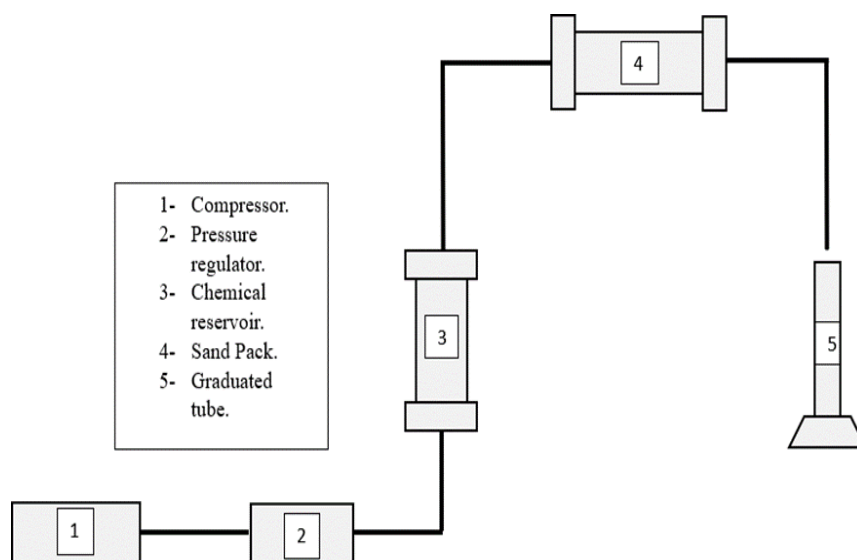 4
1- Compressor.
2- Pressure
regulator.
3- Chemical
reservoir.
4- Sand Pack.
5- Graduated
tube.
3
5
1
2